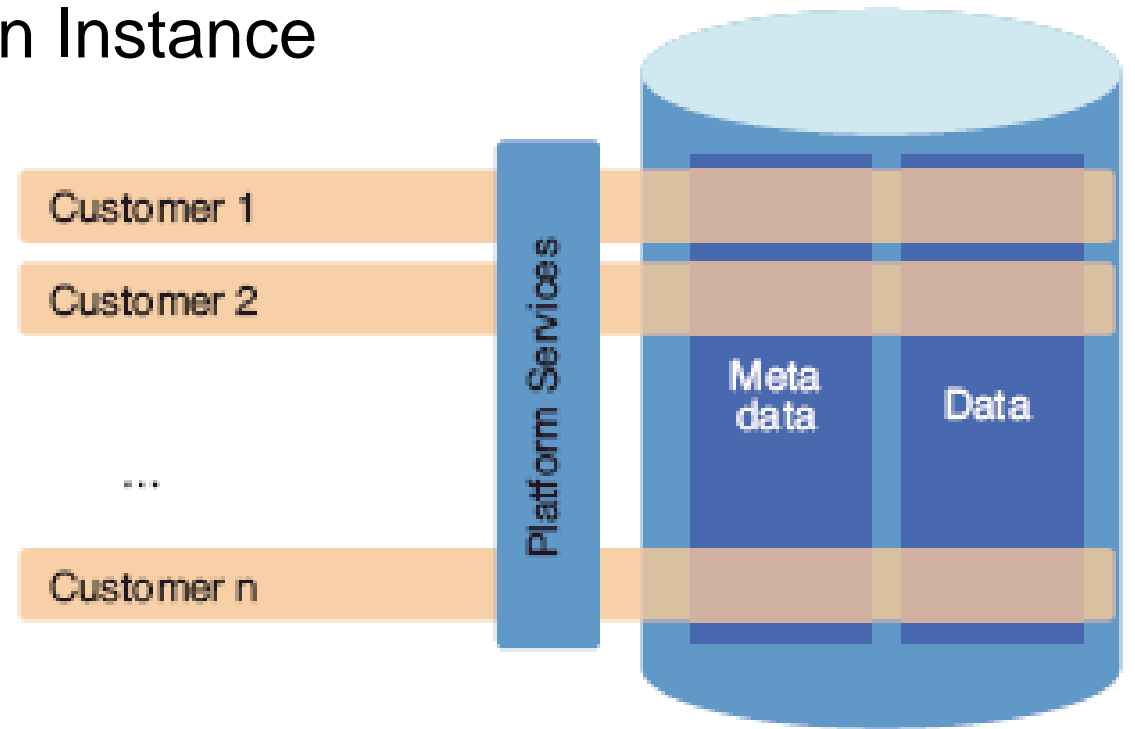 n Instance
Customer 1
Customer 2
...
Customer n
Platform Services
Meta
data
Data